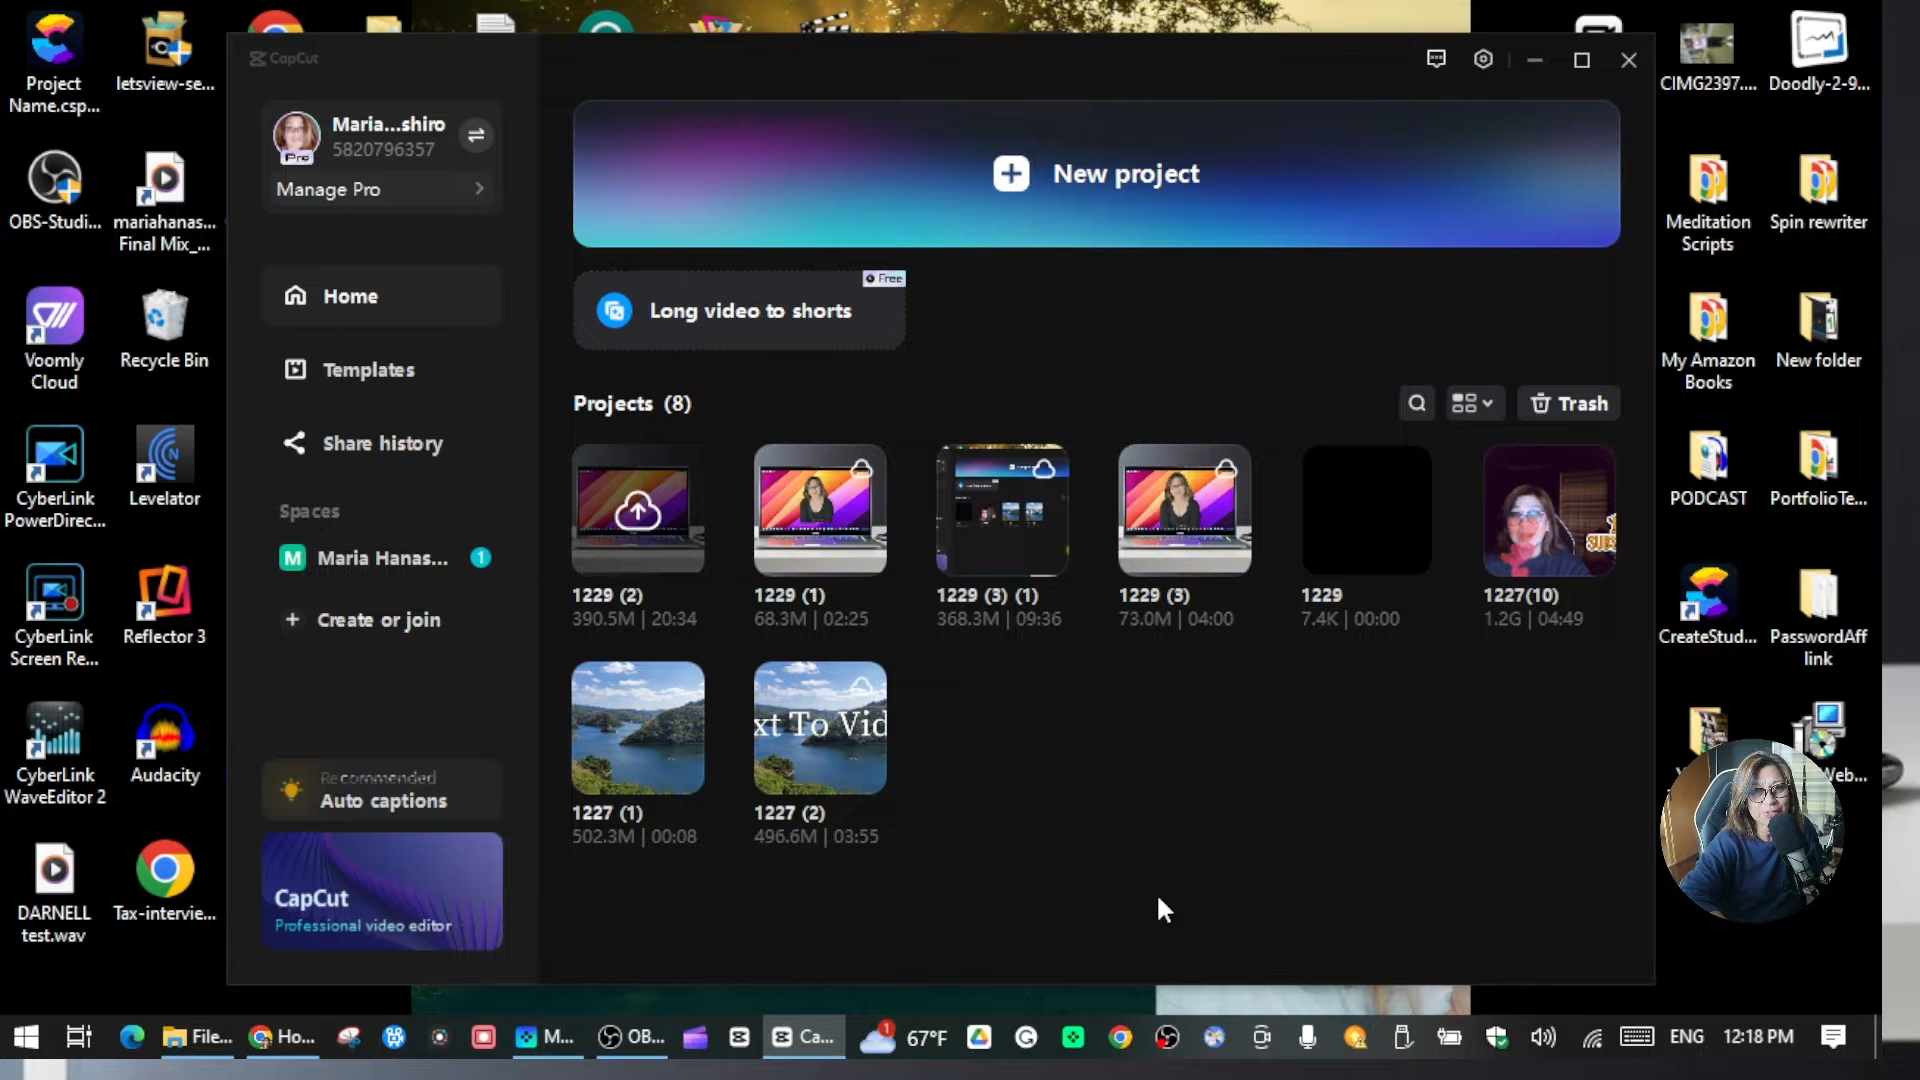 Project
Name.csp...
letsview-se...
OBS-Studi...
mariahanas...
Final Mix_...
Voomly
Cloud
Recycle Bin
CyberLink
PowerDirec...
Levelator
CyberLink
Screen Re...
Reflector 3
CyberLink
WaveEditor 2
Audacity
DARNELL
test.wav
Tax-intervie...
CapCut
Maria...shiro
5820796357
Pro
Manage Pro
Home
Templates
Share history
Spaces
M Maria Hanas... 1
+ Create or join
Recommended
Auto captions
CapCut
Professional video editor
New project
Free
Long video to shorts
Projects (8)
Trash
1229 (2)
390.5M | 20:34
1229 (1)
68.3M | 02:25
1229 (3) (1)
368.3M | 09:36
1229 (3)
73.0M | 04:00
1229
7.4K | 00:00
1227(10)
1.2G | 04:49
xt To Vid
1227 (1)
502.3M | 00:08
1227 (2)
496.6M | 03:55
CIMG2397....
Doodly-2-9...
Meditation
Scripts
Spin rewriter
My Amazon
Books
New folder
PODCAST
PortfolioTe...
CreateStud...
PasswordAff
link
Web...
File...
Ho...
M...
OB...
Ca...
1
67°F
ENG
12:18 PM